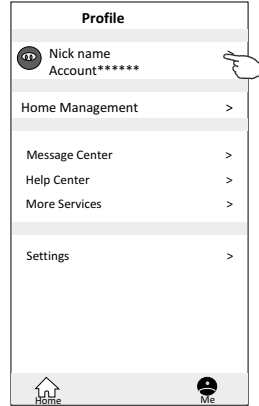 Profile
Nick name
Account******
Home Management >
Message Center >
Help Center >
More Services >
Settings >
Home Me